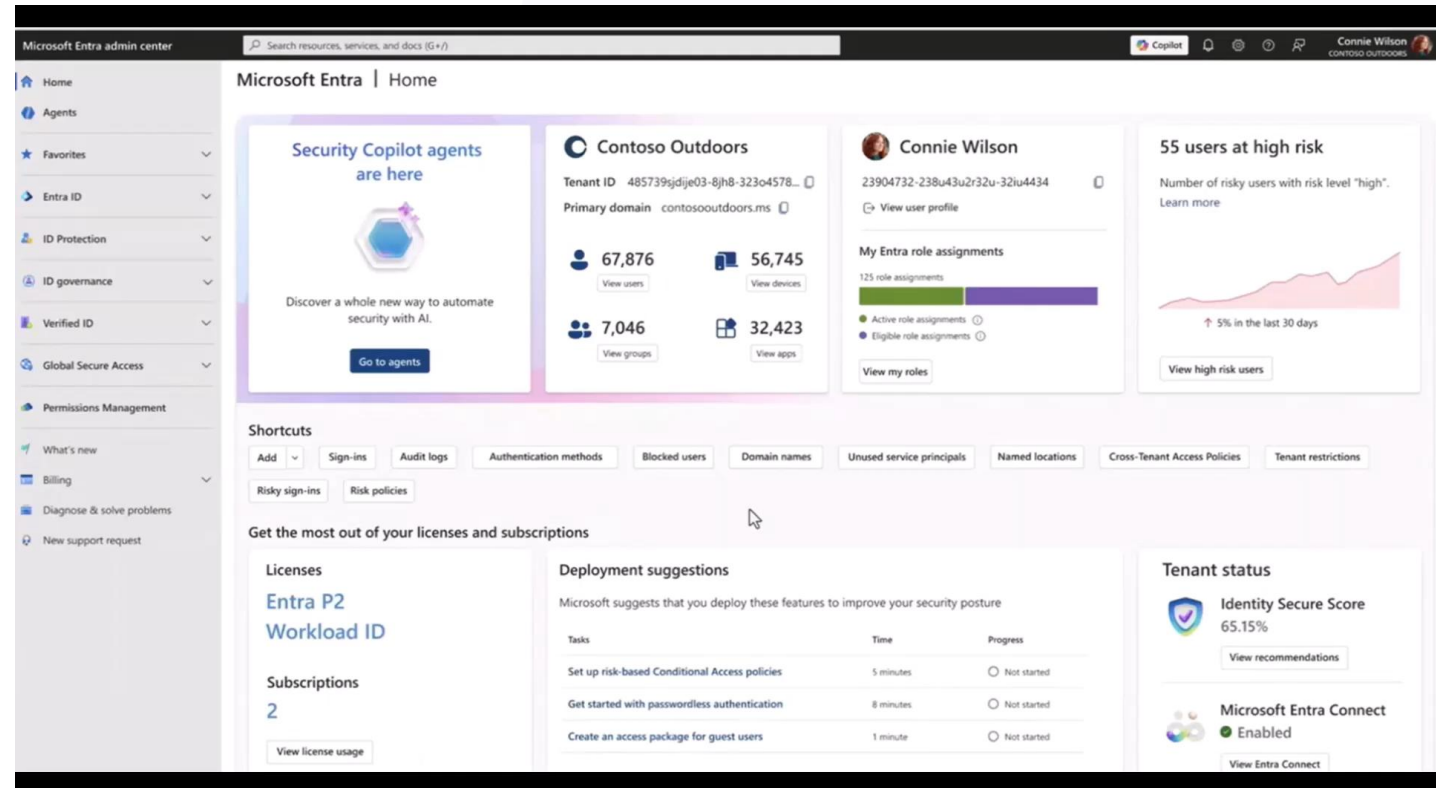 Microsoft Entra admin center
Search resources, services, and docs (G+/)
Copilot
Connie Wilson
CONTOSO OUTDOORS
Home
Agents
Favorites
Entra ID
ID Protection
ID governance
Verified ID
Global Secure Access
Permissions Management
What's new
Billing
Diagnose & solve problems
New support request
Microsoft Entra | Home
Security Copilot agents
are here
Discover a whole new way to automate
security with AI.
Go to agents
Contoso Outdoors
Tenant ID 485739sjdije03-8jh8-323o4578...
Primary domain contosooutdoors.ms
67,876
View users
56,745
View devices
7,046
View groups
32,423
View apps
Connie Wilson
23904732-238u43u2r32u-32iu4434
View user profile
My Entra role assignments
125 role assignments
Active role assignments
Eligible role assignments
View my roles
55 users at high risk
Number of risky users with risk level "high".
Learn more
5% in the last 30 days
View high risk users
Shortcuts
Add
Sign-ins
Audit logs
Authentication methods
Blocked users
Domain names
Unused service principals
Named locations
Cross-Tenant Access Policies
Tenant restrictions
Risky sign-ins
Risk policies
Get the most out of your licenses and subscriptions
Licenses
Entra P2
Workload ID
Subscriptions
2
View license usage
Deployment suggestions
Microsoft suggests that you deploy these features to improve your security posture
Tasks Time Progress
Set up risk-based Conditional Access policies 5 minutes Not started
Get started with passwordless authentication 8 minutes Not started
Create an access package for guest users 1 minute Not started
Tenant status
Identity Secure Score
65.15%
View recommendations
Microsoft Entra Connect
Enabled
View Entra Connect